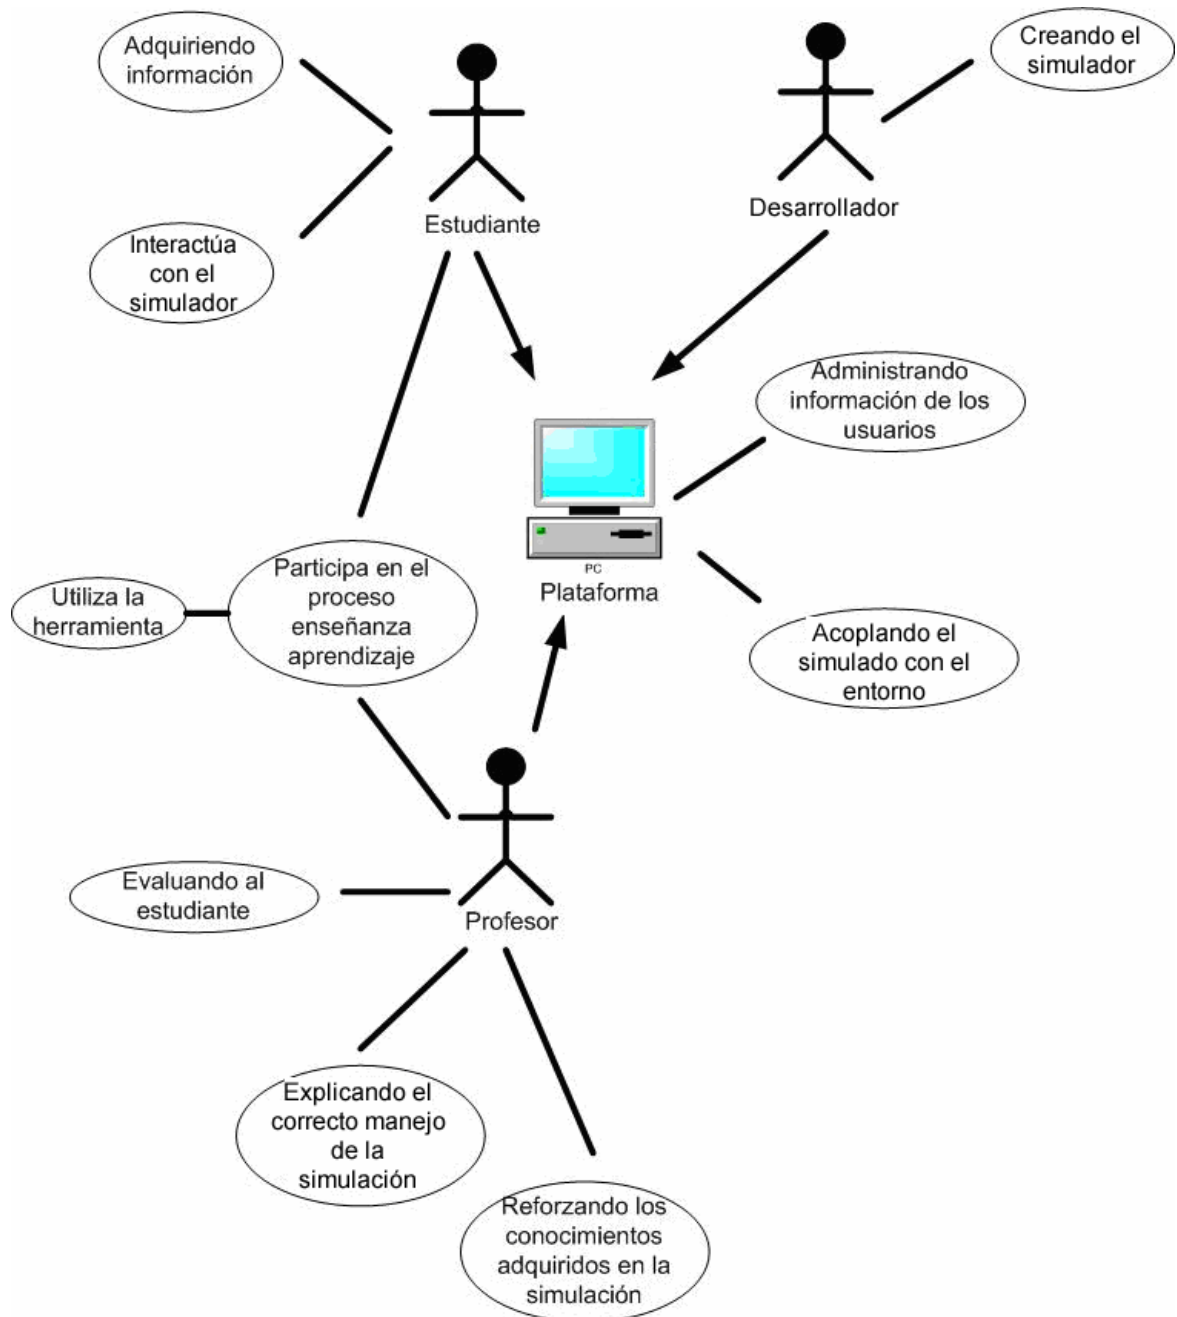 Adquiriendo
información
Creando el
simulador
Estudiante
Desarrollador
Interactúa
con el
simulador
Administrando
información de los
usuarios
PC
Plataforma
Utiliza la
herramienta
Participa en el
proceso
enseñanza
aprendizaje
Acoplando el
simulado con el
entorno
Evaluando al
estudiante
Profesor
Explicando el
correcto manejo
de la
simulación
Reforzando los
conocimientos
adquiridos en la
simulación